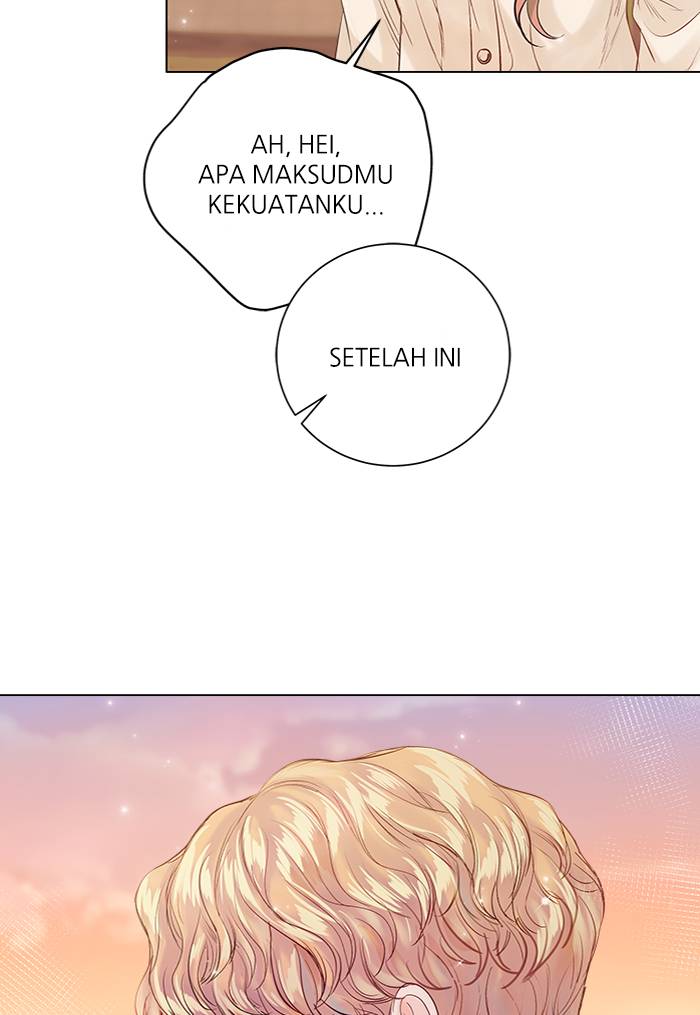 AH, HEI,
APA MAKSUDMU
KEKUATANKU...
SETELAH INI